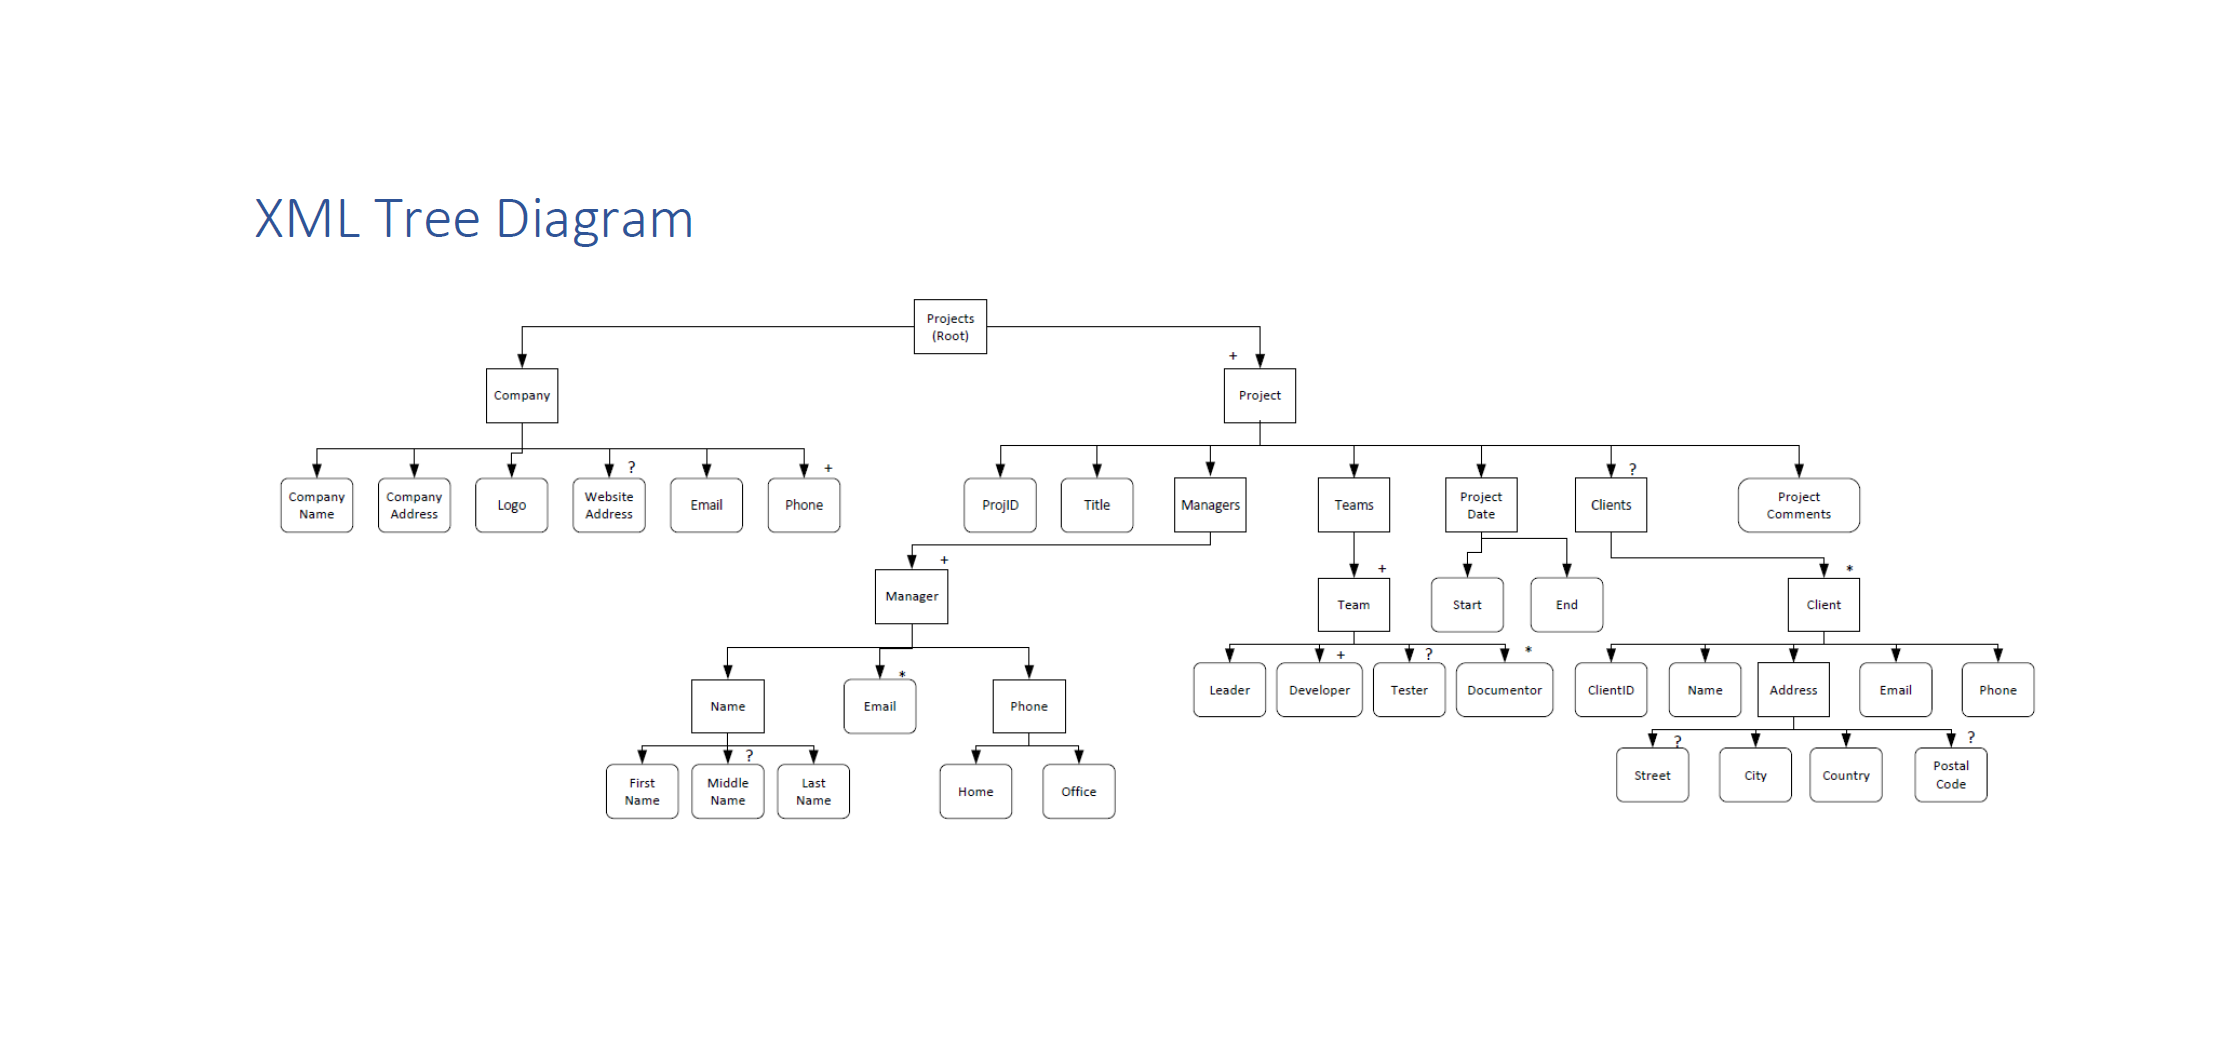 XML Tree Diagram
Projects
(Root)
+
Company
Project
?
+
?
Company
Name
Company
Address
Logo
Website
Address
Email
Phone
ProjID
Title
Managers
Teams
Project
Date
Clients
Project
Comments
+
+
*
Manager
Team
Start
End
Client
+
?
*
*
Leader
Developer
Tester
Documentor
ClientID
Name
Address
Email
Phone
Name
Email
Phone
?
?
?
First
Name
Middle
Name
Last
Name
Home
Office
Street
City
Country
Postal
Code